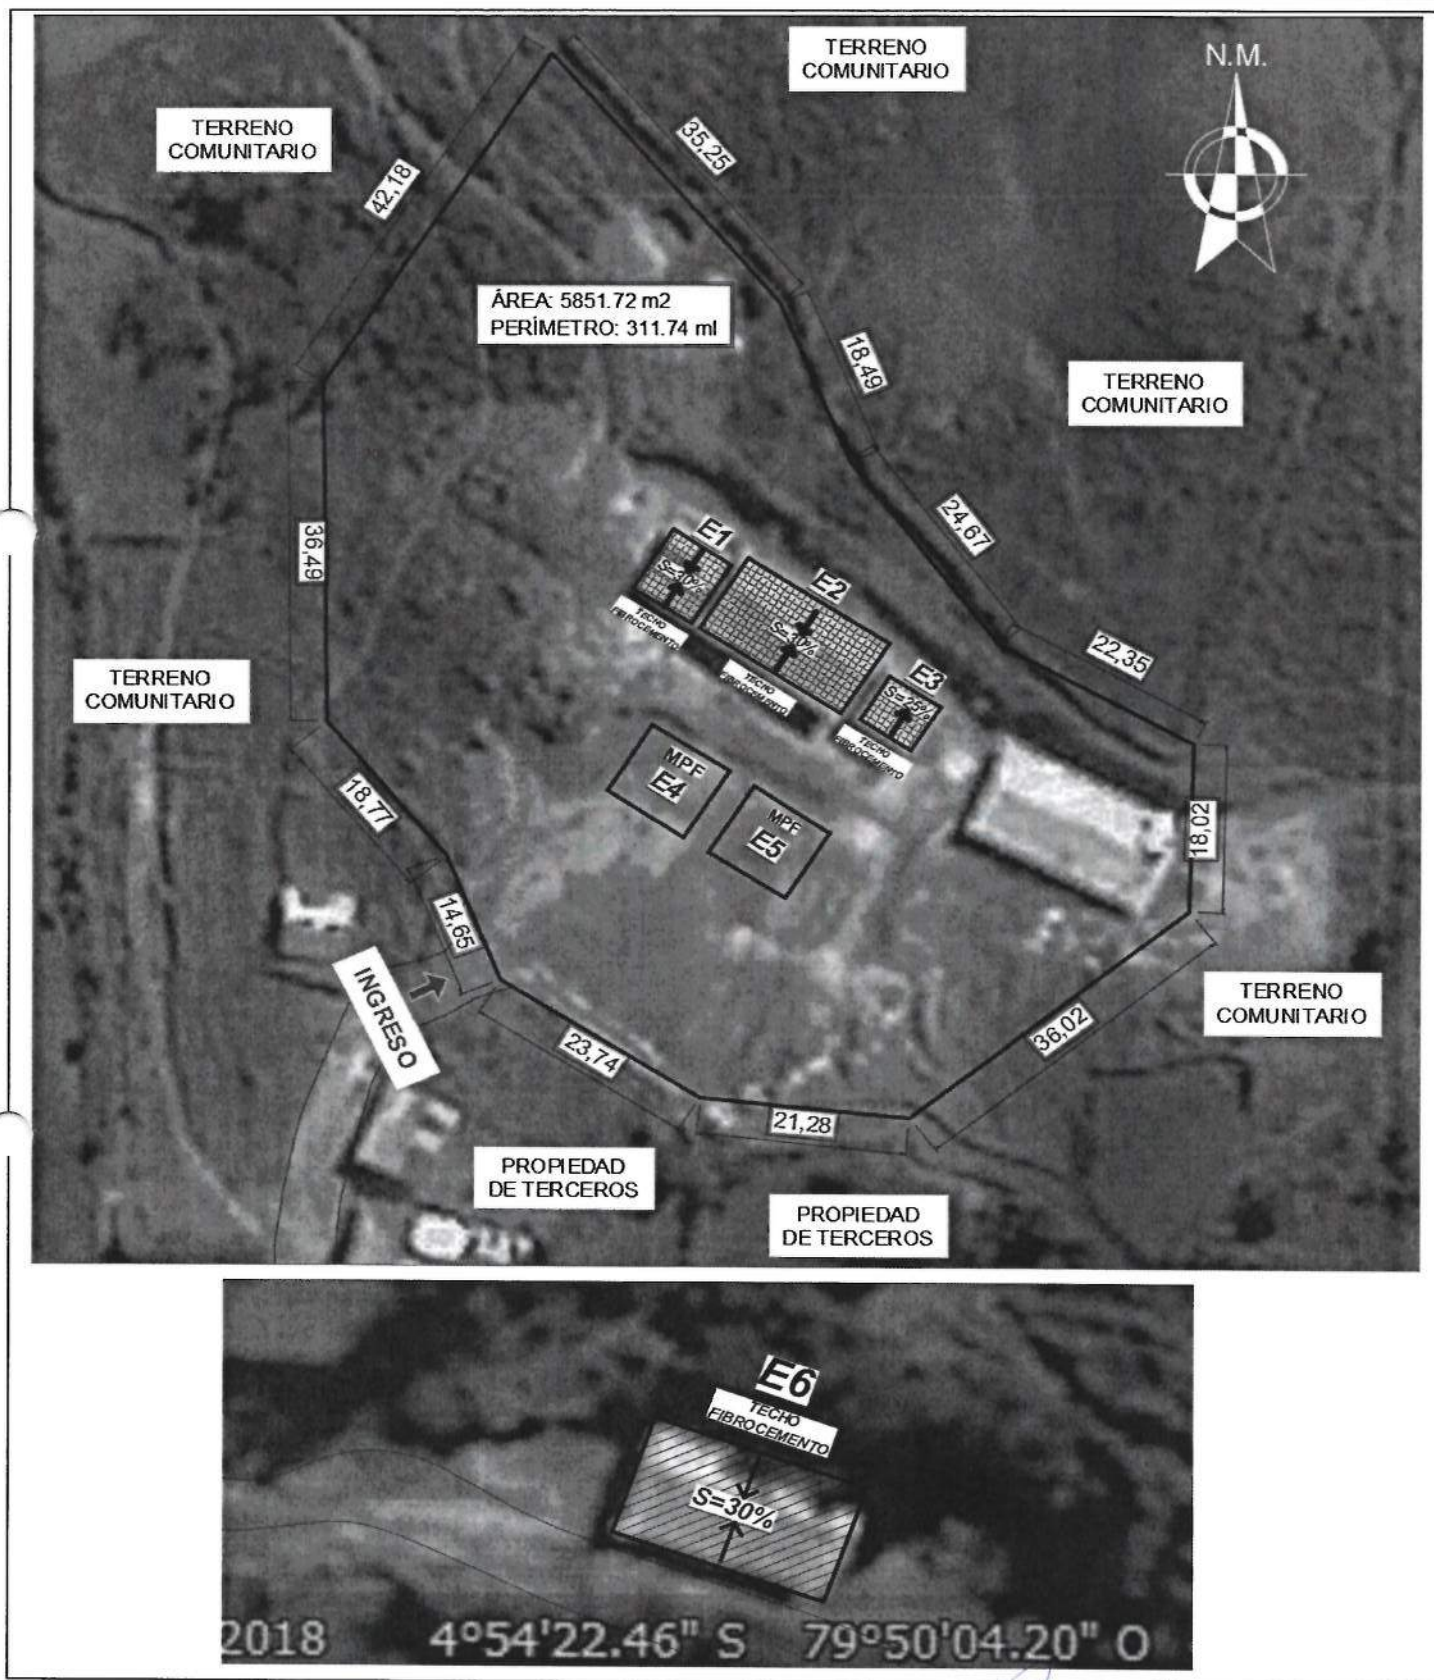 TERRENO
COMUNITARIO
N.M.
TERRENO
COMUNITARIO
35,25
42,18
ÁREA: 5851.72 m2
PERÍMETRO: 311.74 ml
18,49
TERRENO
COMUNITARIO
24,67
36,49
E1
S=30%
TECHO
FIBROCEMENTO
E2
S=30%
TECHO
FIBROCEMENTO
E3
S=25%
TECHO
FIBROCEMENTO
22,35
TERRENO
COMUNITARIO
MPF
E4
MPF
E5
18,77
18,02
14,65
INGRESO
TERRENO
COMUNITARIO
36,02
23,74
21,28
PROPIEDAD
DE TERCEROS
PROPIEDAD
DE TERCEROS
E6
TECHO
FIBROCEMENTO
S=30%
2018 4°54'22.46" S 79°50'04.20" O